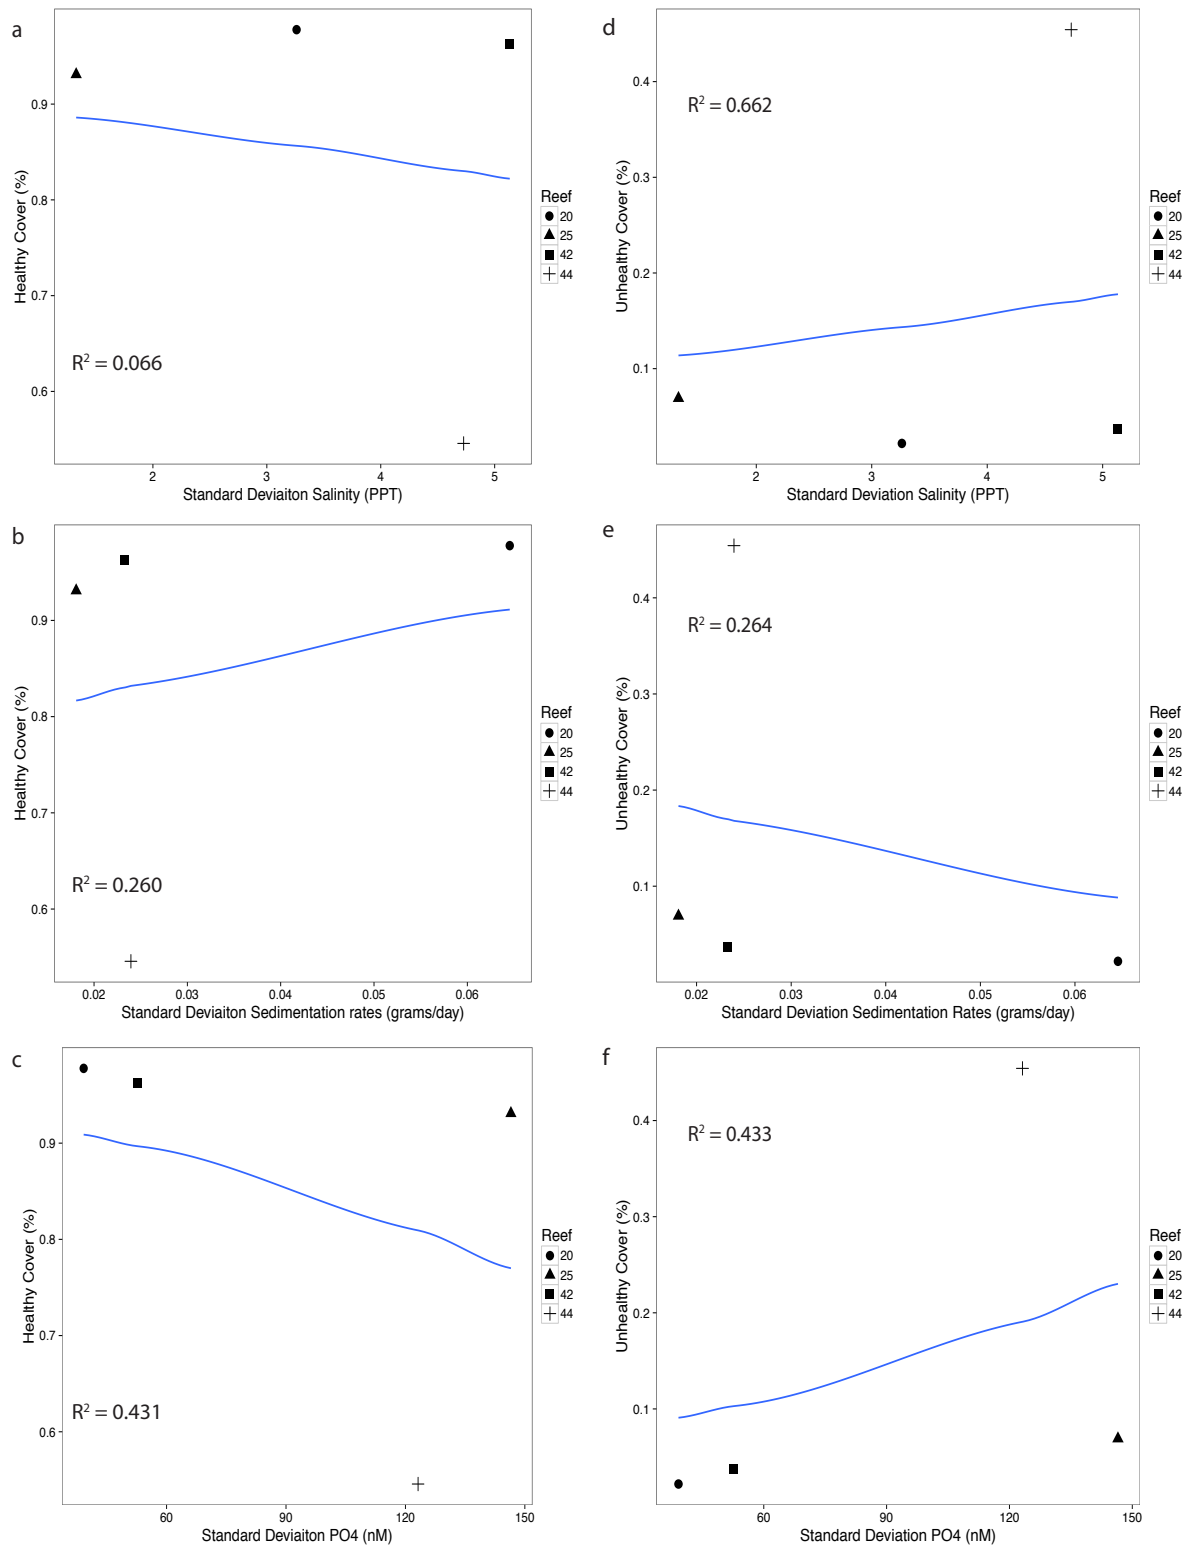 a
Healthy Cover (%)
0.9
0.8
0.7
0.6
R² = 0.066
2 3 4 5
Standard Deviaiton Salinity (PPT)
Reef
20
25
42
44
d
Unhealthy Cover (%)
0.4
0.3
0.2
0.1
R² = 0.662
2 3 4 5
Standard Deviation Salinity (PPT)
Reef
20
25
42
44
b
Healthy Cover (%)
0.9
0.8
0.7
0.6
R² = 0.260
0.02 0.03 0.04 0.05 0.06
Standard Deviaiton Sedimentation rates (grams/day)
Reef
20
25
42
44
e
Unhealthy Cover (%)
0.4
0.3
0.2
0.1
R² = 0.264
0.02 0.03 0.04 0.05 0.06
Standard Deviation Sedimentation Rates (grams/day)
Reef
20
25
42
44
c
Healthy Cover (%)
0.9
0.8
0.7
0.6
R² = 0.431
60 90 120 150
Standard Deviaiton PO4 (nM)
Reef
20
25
42
44
f
Unhealthy Cover (%)
0.4
0.3
0.2
0.1
R² = 0.433
60 90 120 150
Standard Deviation PO4 (nM)
Reef
20
25
42
44